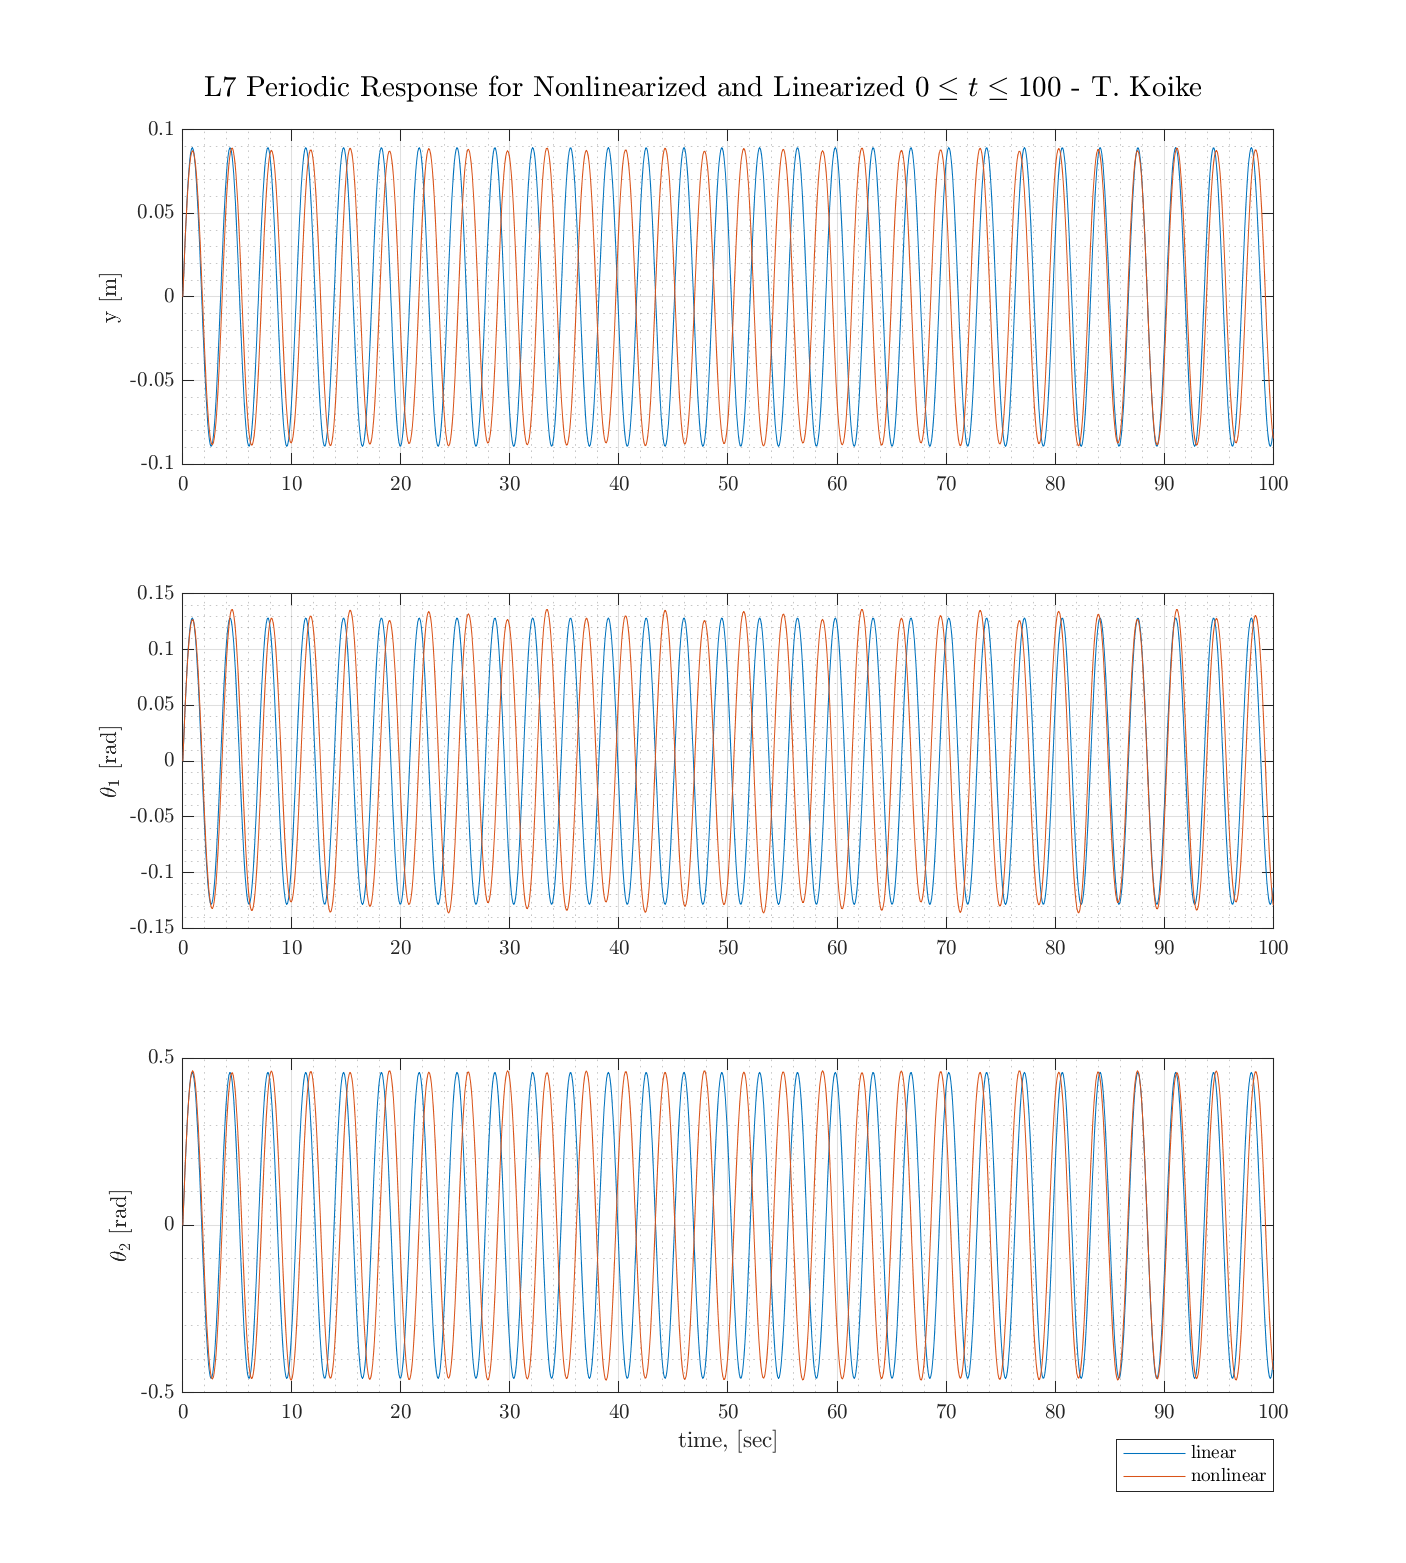 L7 Periodic Response for Nonlinearized and Linearized 0 ≤ t ≤ 100 - T. Koike
0.1
0.05
0
-0.05
-0.1
y [m]
0 10 20 30 40 50 60 70 80 90 100
0.15
0.1
0.05
0
-0.05
-0.1
-0.15
θ₁ [rad]
0 10 20 30 40 50 60 70 80 90 100
0.5
0
-0.5
θ₂ [rad]
0 10 20 30 40 50 60 70 80 90 100
time, [sec]
linear
nonlinear